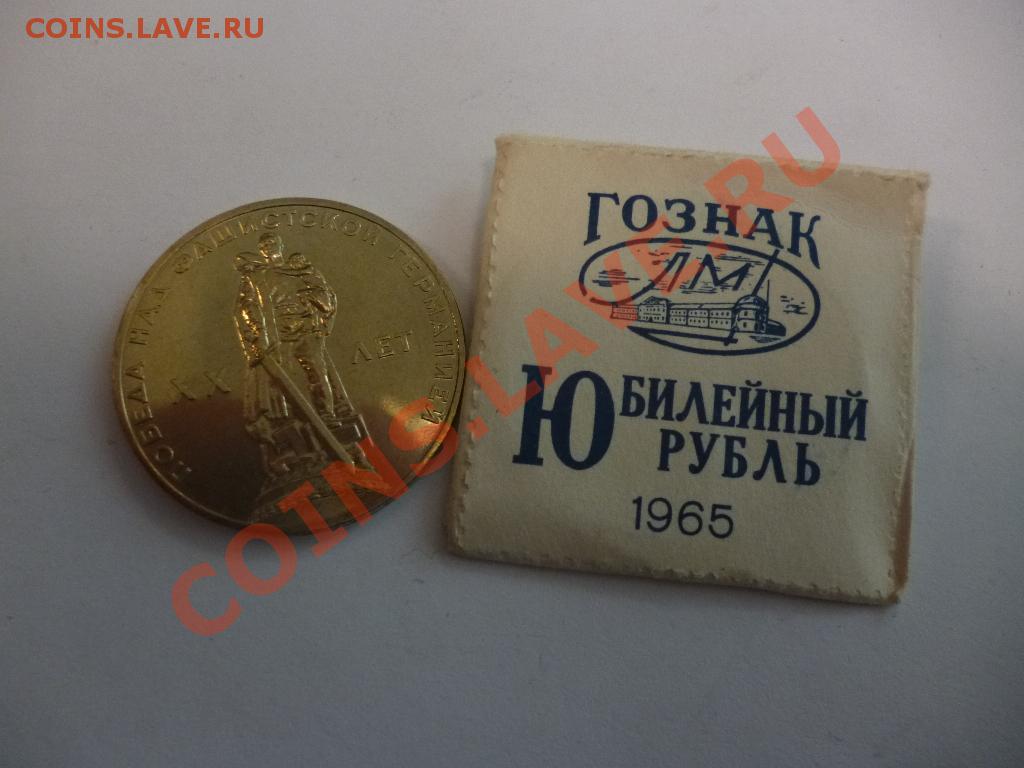 COINS.LAVE.RU
ПОБЕДА НАД ФАШИСТСКОЙ ГЕРМАНИЕЙ
XX ЛЕТ
ГОЗНАК
ЛМ
ЮБИЛЕЙНЫЙ
РУБЛЬ
1965
COINS.LAVE.RU